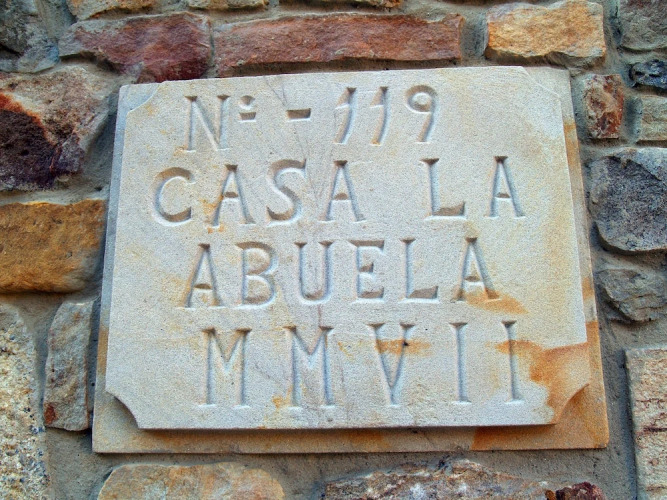 Nº - 119
CASA LA
ABUELA
MMVII